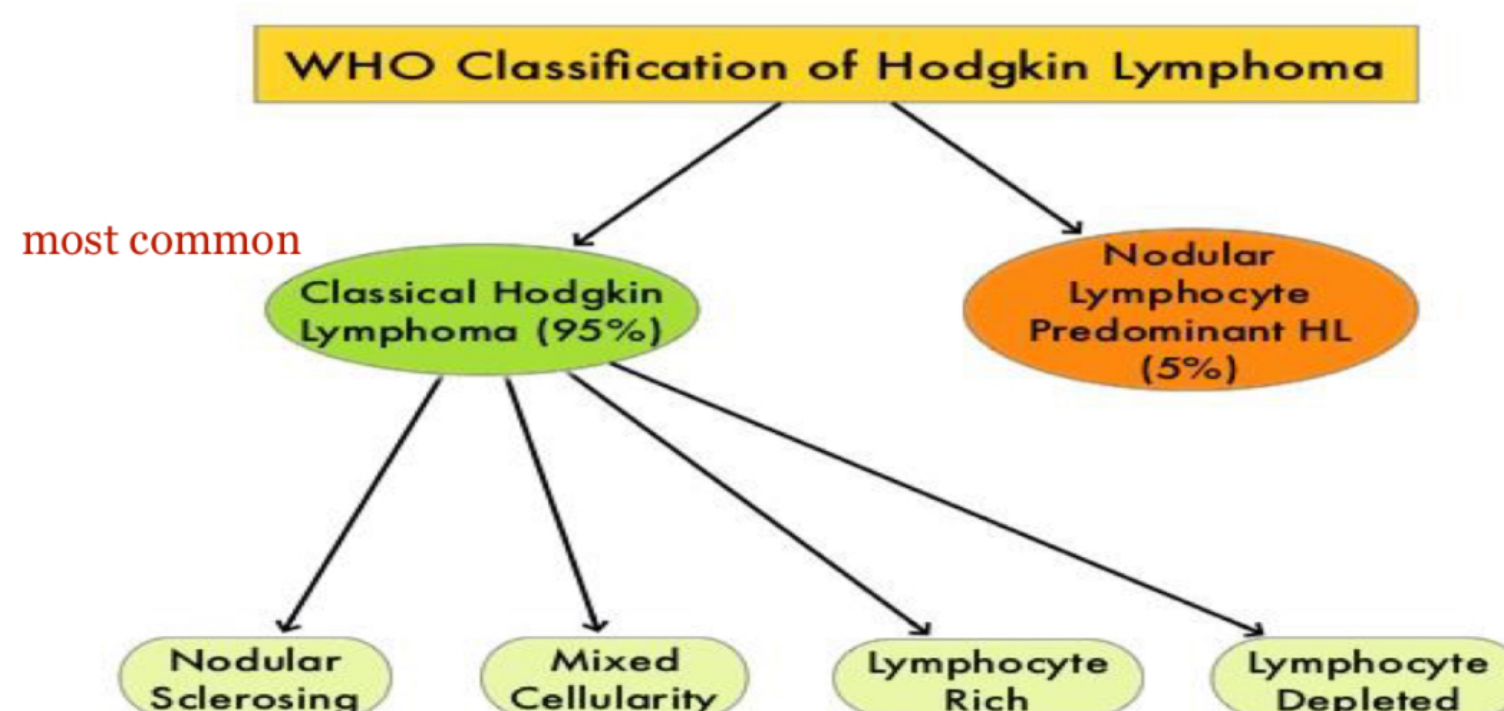 WHO Classification of Hodgkin Lymphoma
most common
Classical Hodgkin
Lymphoma (95%)
Nodular
Lymphocyte
Predominant HL
(5%)
Nodular
Sclerosing
Mixed
Cellularity
Lymphocyte
Rich
Lymphocyte
Depleted